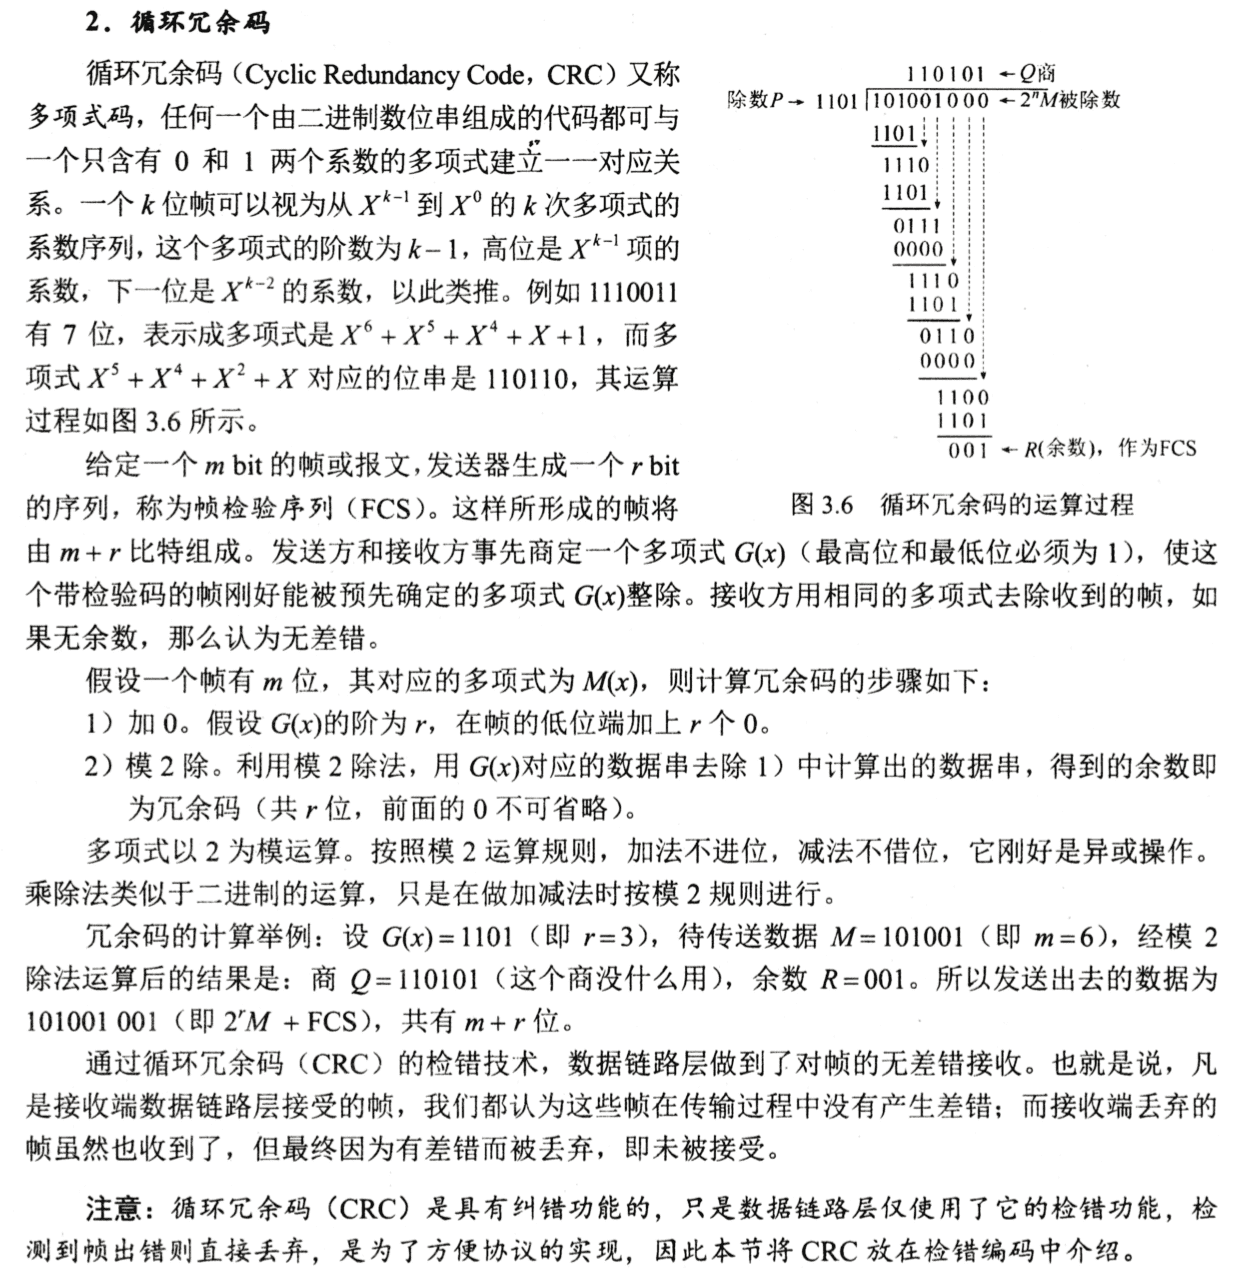 2. 循环冗余码
循环冗余码（Cyclic Redundancy Code，CRC）又称
多项式码，任何一个由二进制数位串组成的代码都可与
一个只含有 0 和 1 两个系数的多项式建立一一对应关
系。一个 k 位帧可以视为从 X^{k-1} 到 X^0 的 k 次多项式的
系数序列，这个多项式的阶数为 k-1，高位是 X^{k-1} 项的
系数，下一位是 X^{k-2} 的系数，以此类推。例如 1110011
有 7 位，表示成多项式是 X^6 + X^5 + X^4 + X + 1，而多
项式 X^5 + X^4 + X^2 + X 对应的位串是 110110，其运算
过程如图 3.6 所示。
给定一个 m bit 的帧或报文，发送器生成一个 r bit
的序列，称为帧检验序列（FCS）。这样所形成的帧将
110101 ←Q商
除数P→ 1101 101001000 ←2^nM被除数
1101
1110
1101
0111
0000
1110
1101
0110
0000
1100
1101
001 ←R(余数)，作为FCS
图 3.6 循环冗余码的运算过程
由 m + r 比特组成。发送方和接收方事先商定一个多项式 G(x)（最高位和最低位必须为 1），使这
个带检验码的帧刚好能被预先确定的多项式 G(x)整除。接收方用相同的多项式去除收到的帧，如
果无余数，那么认为无差错。
假设一个帧有 m 位，其对应的多项式为 M(x)，则计算冗余码的步骤如下：
1）加 0。假设 G(x)的阶为 r，在帧的低位端加上 r 个 0。
2）模 2 除。利用模 2 除法，用 G(x)对应的数据串去除 1）中计算出的数据串，得到的余数即
为冗余码（共 r 位，前面的 0 不可省略）。
多项式以 2 为模运算。按照模 2 运算规则，加法不进位，减法不借位，它刚好是异或操作。
乘除法类似于二进制的运算，只是在做加减法时按模 2 规则进行。
冗余码的计算举例：设 G(x) = 1101（即 r = 3），待传送数据 M = 101001（即 m = 6），经模 2
除法运算后的结果是：商 Q = 110101（这个商没什么用），余数 R = 001。所以发送出去的数据为
101001 001（即 2^rM + FCS），共有 m + r 位。
通过循环冗余码（CRC）的检错技术，数据链路层做到了对帧的无差错接收。也就是说，凡
是接收端数据链路层接受的帧，我们都认为这些帧在传输过程中没有产生差错；而接收端丢弃的
帧虽然也收到了，但最终因为有差错而被丢弃，即未被接受。
注意：循环冗余码（CRC）是具有纠错功能的，只是数据链路层仅使用了它的检错功能，检
测到帧出错则直接丢弃，是为了方便协议的实现，因此本节将 CRC 放在检错编码中介绍。